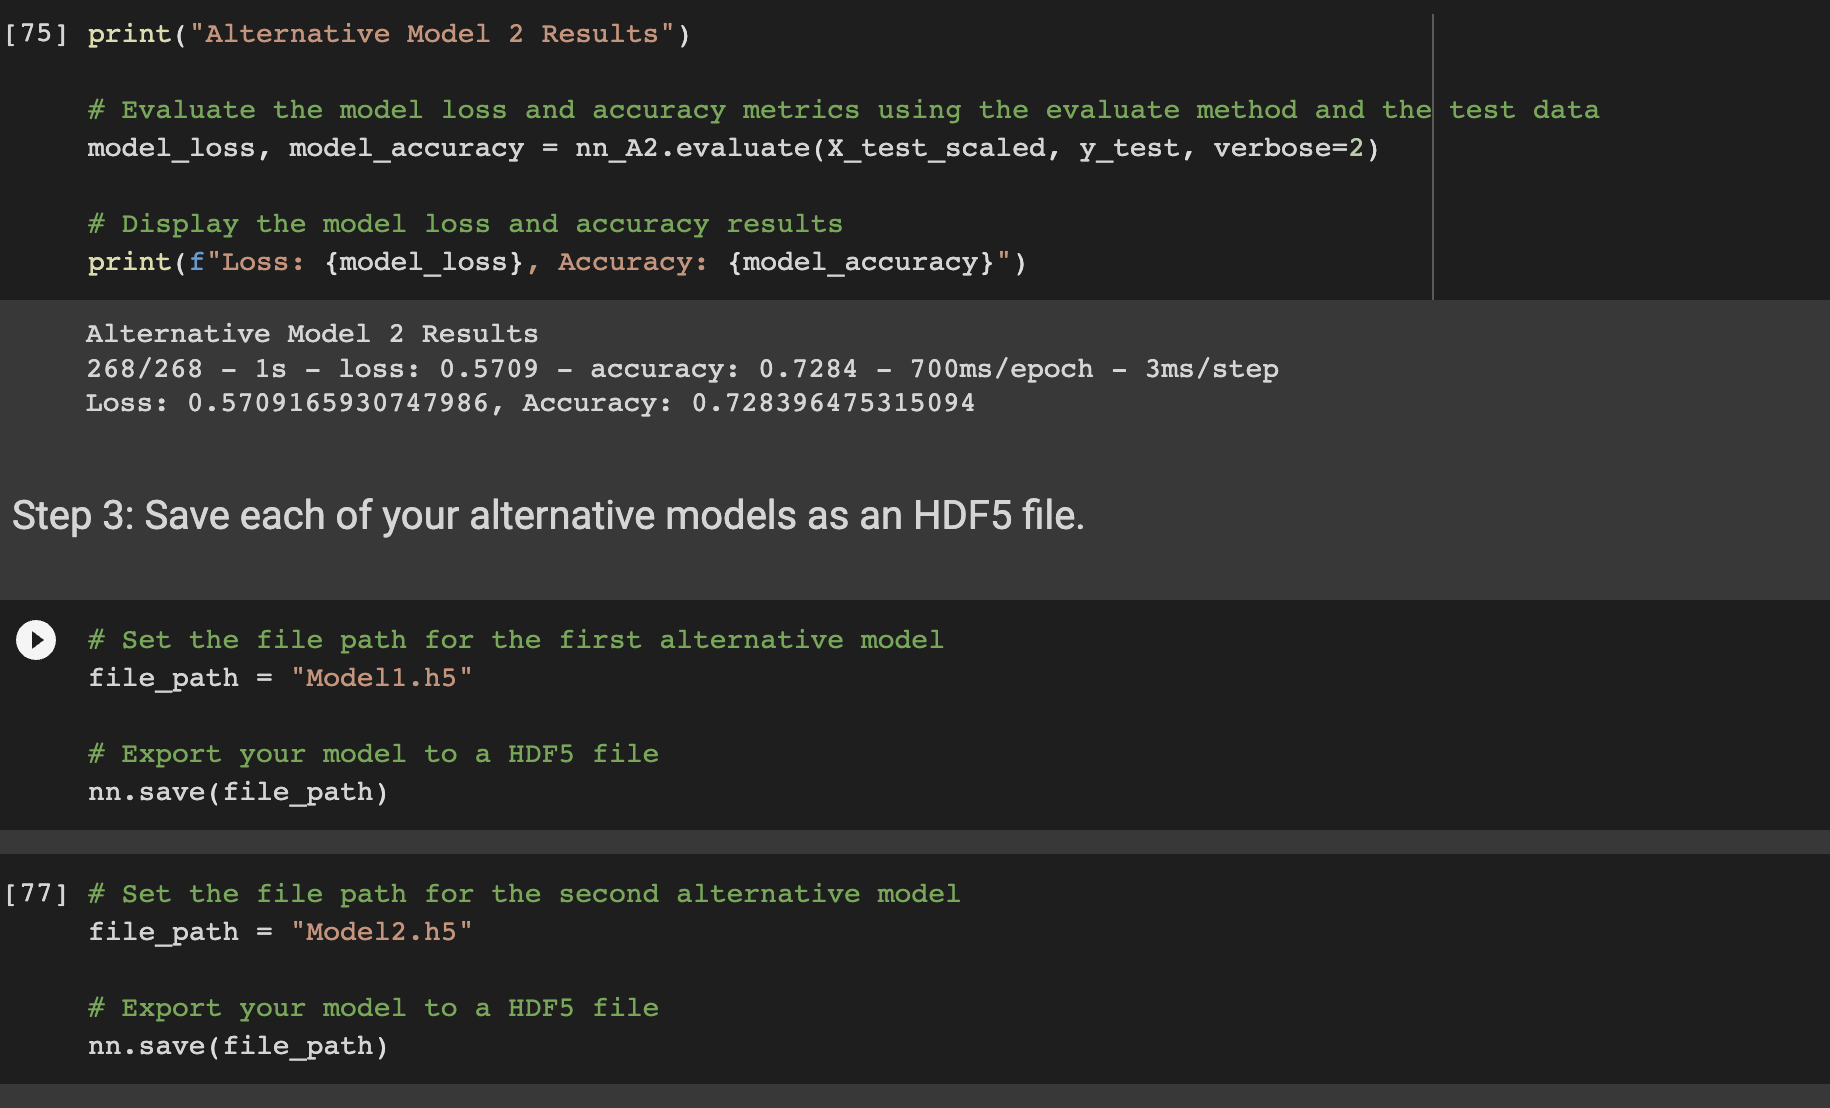 [75] print("Alternative Model 2 Results")
# Evaluate the model loss and accuracy metrics using the evaluate method and the test data
model_loss, model_accuracy = nn_A2.evaluate(X_test_scaled, y_test, verbose=2)
# Display the model loss and accuracy results
print(f"Loss: {model_loss}, Accuracy: {model_accuracy}")
Alternative Model 2 Results
268/268 - 1s - loss: 0.5709 - accuracy: 0.7284 - 700ms/epoch - 3ms/step
Loss: 0.5709165930747986, Accuracy: 0.728396475315094
Step 3: Save each of your alternative models as an HDF5 file.
# Set the file path for the first alternative model
file_path = "Model1.h5"
# Export your model to a HDF5 file
nn.save(file_path)
[77] # Set the file path for the second alternative model
file_path = "Model2.h5"
# Export your model to a HDF5 file
nn.save(file_path)